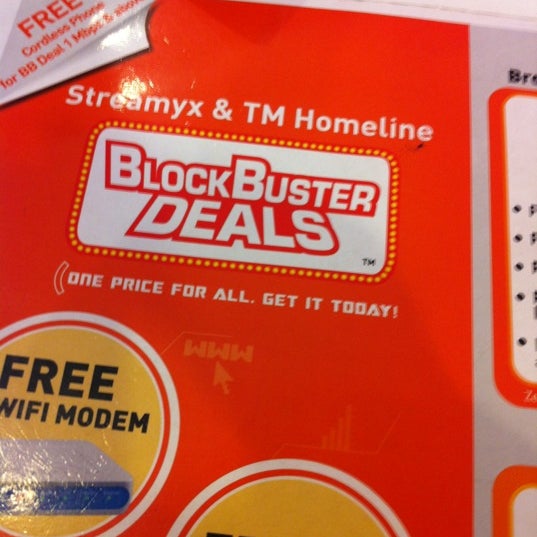 FREE
Cordless Phone
for BB Deal 1 Mbps & above
Streamyx & TM Homeline
BLOCKBUSTER
DEALS
TM
ONE PRICE FOR ALL. GET IT TODAY!
www
FREE
WIFI MODEM
Bre